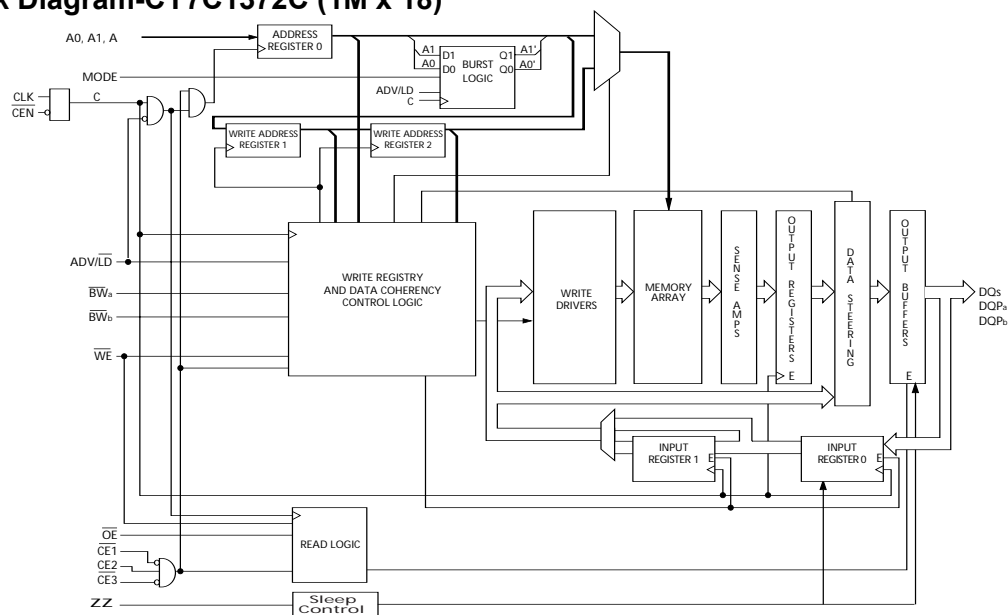 Diagram-CY7C1372C (1M x 18)
A0, A1, A
ADDRESS
REGISTER 0
A1
A0
D1
D0
BURST
LOGIC
Q1
Q0
A1'
A0'
MODE
ADV/LD
C
CLK
C
CEN
WRITE ADDRESS
REGISTER 1
WRITE ADDRESS
REGISTER 2
ADV/LD
BWa
BWb
WE
WRITE REGISTRY
AND DATA COHERENCY
CONTROL LOGIC
WRITE
DRIVERS
MEMORY
ARRAY
SENSE AMPS
OUTPUT REGISTERS
E
DATA STEERING
OUTPUT BUFFERS
E
DQs
DQPa
DQPb
INPUT
REGISTER 1
E
INPUT
REGISTER 0
E
OE
CE1
CE2
CE3
READ LOGIC
ZZ
Sleep
Control